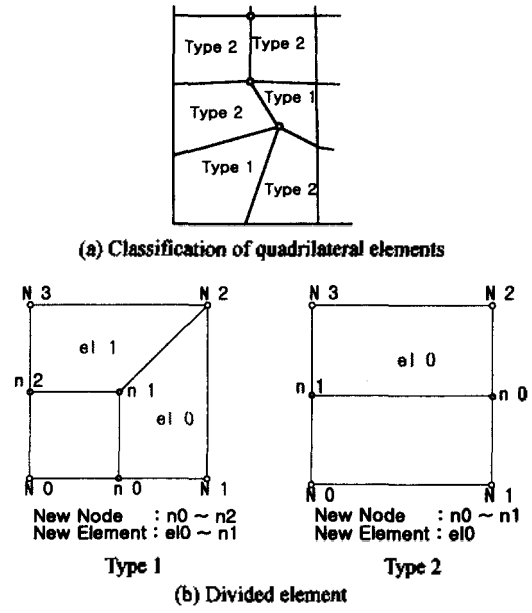 Type 2
Type 2
Type 2
Type 1
Type 1
Type 2
(a) Classification of quadrilateral elements
N 3
N 2
el 1
n 2
n 1
el 0
N 0
n 0
N 1
New Node : n0 ~ n2
New Element : el0 ~ n1
Type 1
N 3
N 2
el 0
n 1
n 0
N 0
N 1
New Node : n0 ~ n1
New Element : el0
Type 2
(b) Divided element